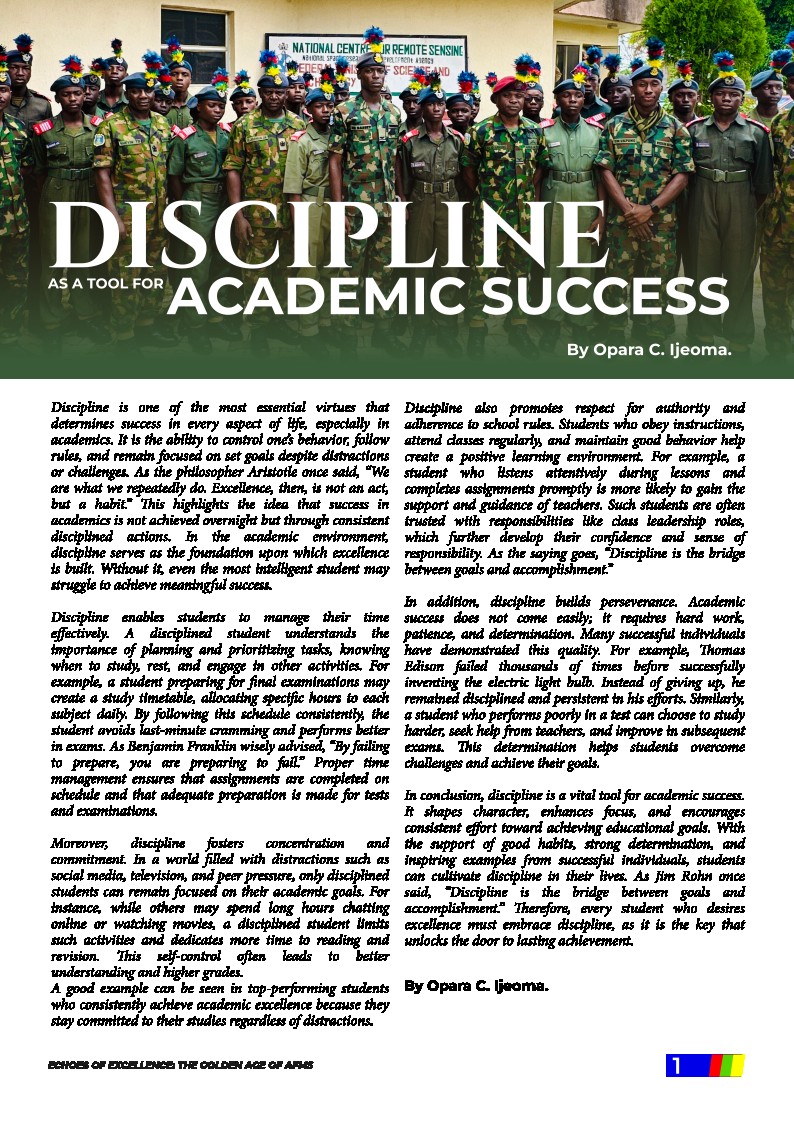 NATIONAL CENTRE FOR REMOTE SENSING
DISCIPLINE
AS A TOOL FOR ACADEMIC SUCCESS
By Opara C. Ijeoma.
Discipline is one of the most essential virtues that
determines success in every aspect of life, especially in
academics. It is the ability to control one's behavior, follow
rules, and remain focused on set goals despite distractions
or challenges. As the philosopher Aristotle once said, “We
are what we repeatedly do. Excellence, then, is not an act,
but a habit.” This highlights the idea that success in
academics is not achieved overnight but through consistent
disciplined actions. In the academic environment,
discipline serves as the foundation upon which excellence
is built. Without it, even the most intelligent student may
struggle to achieve meaningful success.
Discipline enables students to manage their time
effectively. A disciplined student understands the
importance of planning and prioritizing tasks, knowing
when to study, rest, and engage in other activities. For
example, a student preparing for final examinations may
create a study timetable, allocating specific hours to each
subject daily. By following this schedule consistently, the
student avoids last-minute cramming and performs better
in exams. As Benjamin Franklin wisely advised, “By failing
to prepare, you are preparing to fail.” Proper time
management ensures that assignments are completed on
schedule and that adequate preparation is made for tests
and examinations.
Moreover, discipline fosters concentration and
commitment. In a world filled with distractions such as
social media, television, and peer pressure, only disciplined
students can remain focused on their academic goals. For
instance, while others may spend long hours chatting
online or watching movies, a disciplined student limits
such activities and dedicates more time to reading and
revision. This self-control often leads to better
understanding and higher grades.
A good example can be seen in top-performing students
who consistently achieve academic excellence because they
stay committed to their studies regardless of distractions.
Discipline also promotes respect for authority and
adherence to school rules. Students who obey instructions,
attend classes regularly, and maintain good behavior help
create a positive learning environment. For example, a
student who listens attentively during lessons and
completes assignments promptly is more likely to gain the
support and guidance of teachers. Such students are often
trusted with responsibilities like class leadership roles,
which further develop their confidence and sense of
responsibility. As the saying goes, “Discipline is the bridge
between goals and accomplishment.”
In addition, discipline builds perseverance. Academic
success does not come easily; it requires hard work,
patience, and determination. Many successful individuals
have demonstrated this quality. For example, Thomas
Edison failed thousands of times before successfully
inventing the electric light bulb. Instead of giving up, he
remained disciplined and persistent in his efforts. Similarly,
a student who performs poorly in a test can choose to study
harder, seek help from teachers, and improve in subsequent
exams. This determination helps students overcome
challenges and achieve their goals.
In conclusion, discipline is a vital tool for academic success.
It shapes character, enhances focus, and encourages
consistent effort toward achieving educational goals. With
the support of good habits, strong determination, and
inspiring examples from successful individuals, students
can cultivate discipline in their lives. As Jim Rohn once
said, “Discipline is the bridge between goals and
accomplishment.” Therefore, every student who desires
excellence must embrace discipline, as it is the key that
unlocks the door to lasting achievement.
By Opara C. Ijeoma.
ECHOES OF EXCELLENCE: THE GOLDEN AGE OF AFMS
1